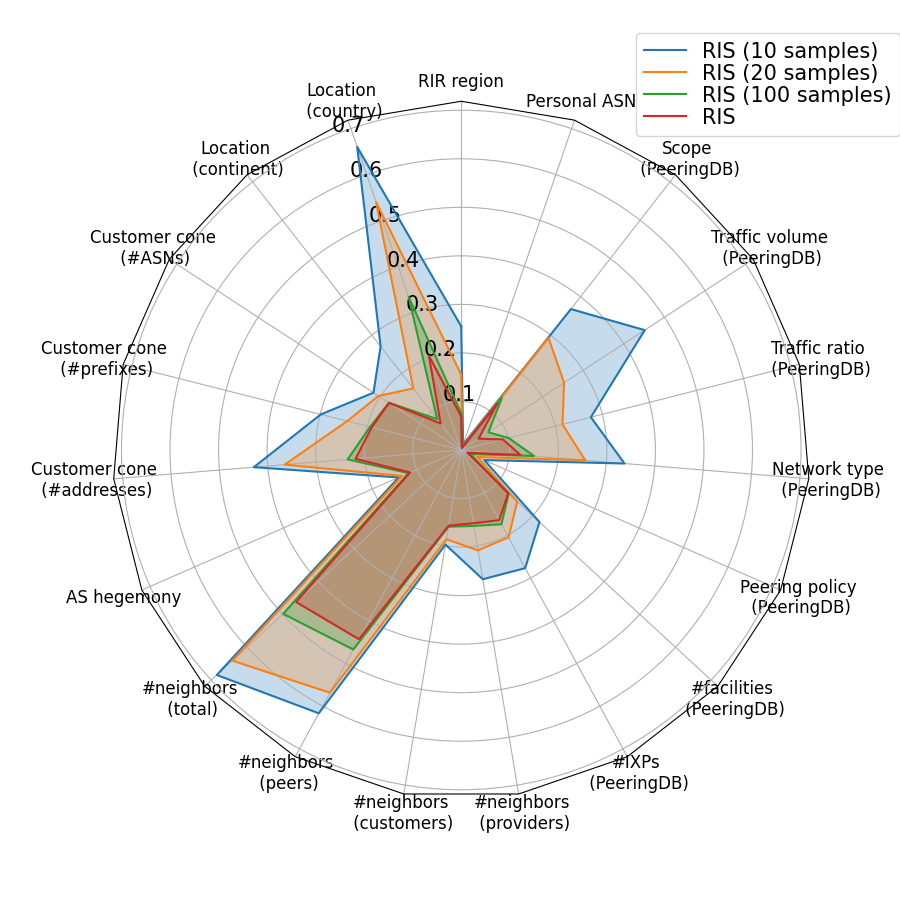 RIS (10 samples)
RIS (20 samples)
RIS (100 samples)
RIS
RIR region
Personal ASN
Scope
(PeeringDB)
Traffic volume
(PeeringDB)
Traffic ratio
(PeeringDB)
Network type
(PeeringDB)
Peering policy
(PeeringDB)
#facilities
(PeeringDB)
#IXPs
(PeeringDB)
#neighbors
(providers)
#neighbors
(customers)
#neighbors
(peers)
#neighbors
(total)
AS hegemony
Customer cone
(#addresses)
Customer cone
(#prefixes)
Customer cone
(#ASNs)
Location
(continent)
Location
(country)
0.7
0.6
0.5
0.4
0.3
0.2
0.1